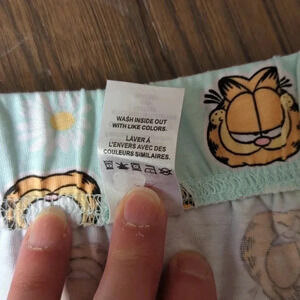 WASH INSIDE OUT
WITH LIKE COLORS.
LAVER À
L'ENVERS AVEC DES
COULEURS SIMILAIRES.